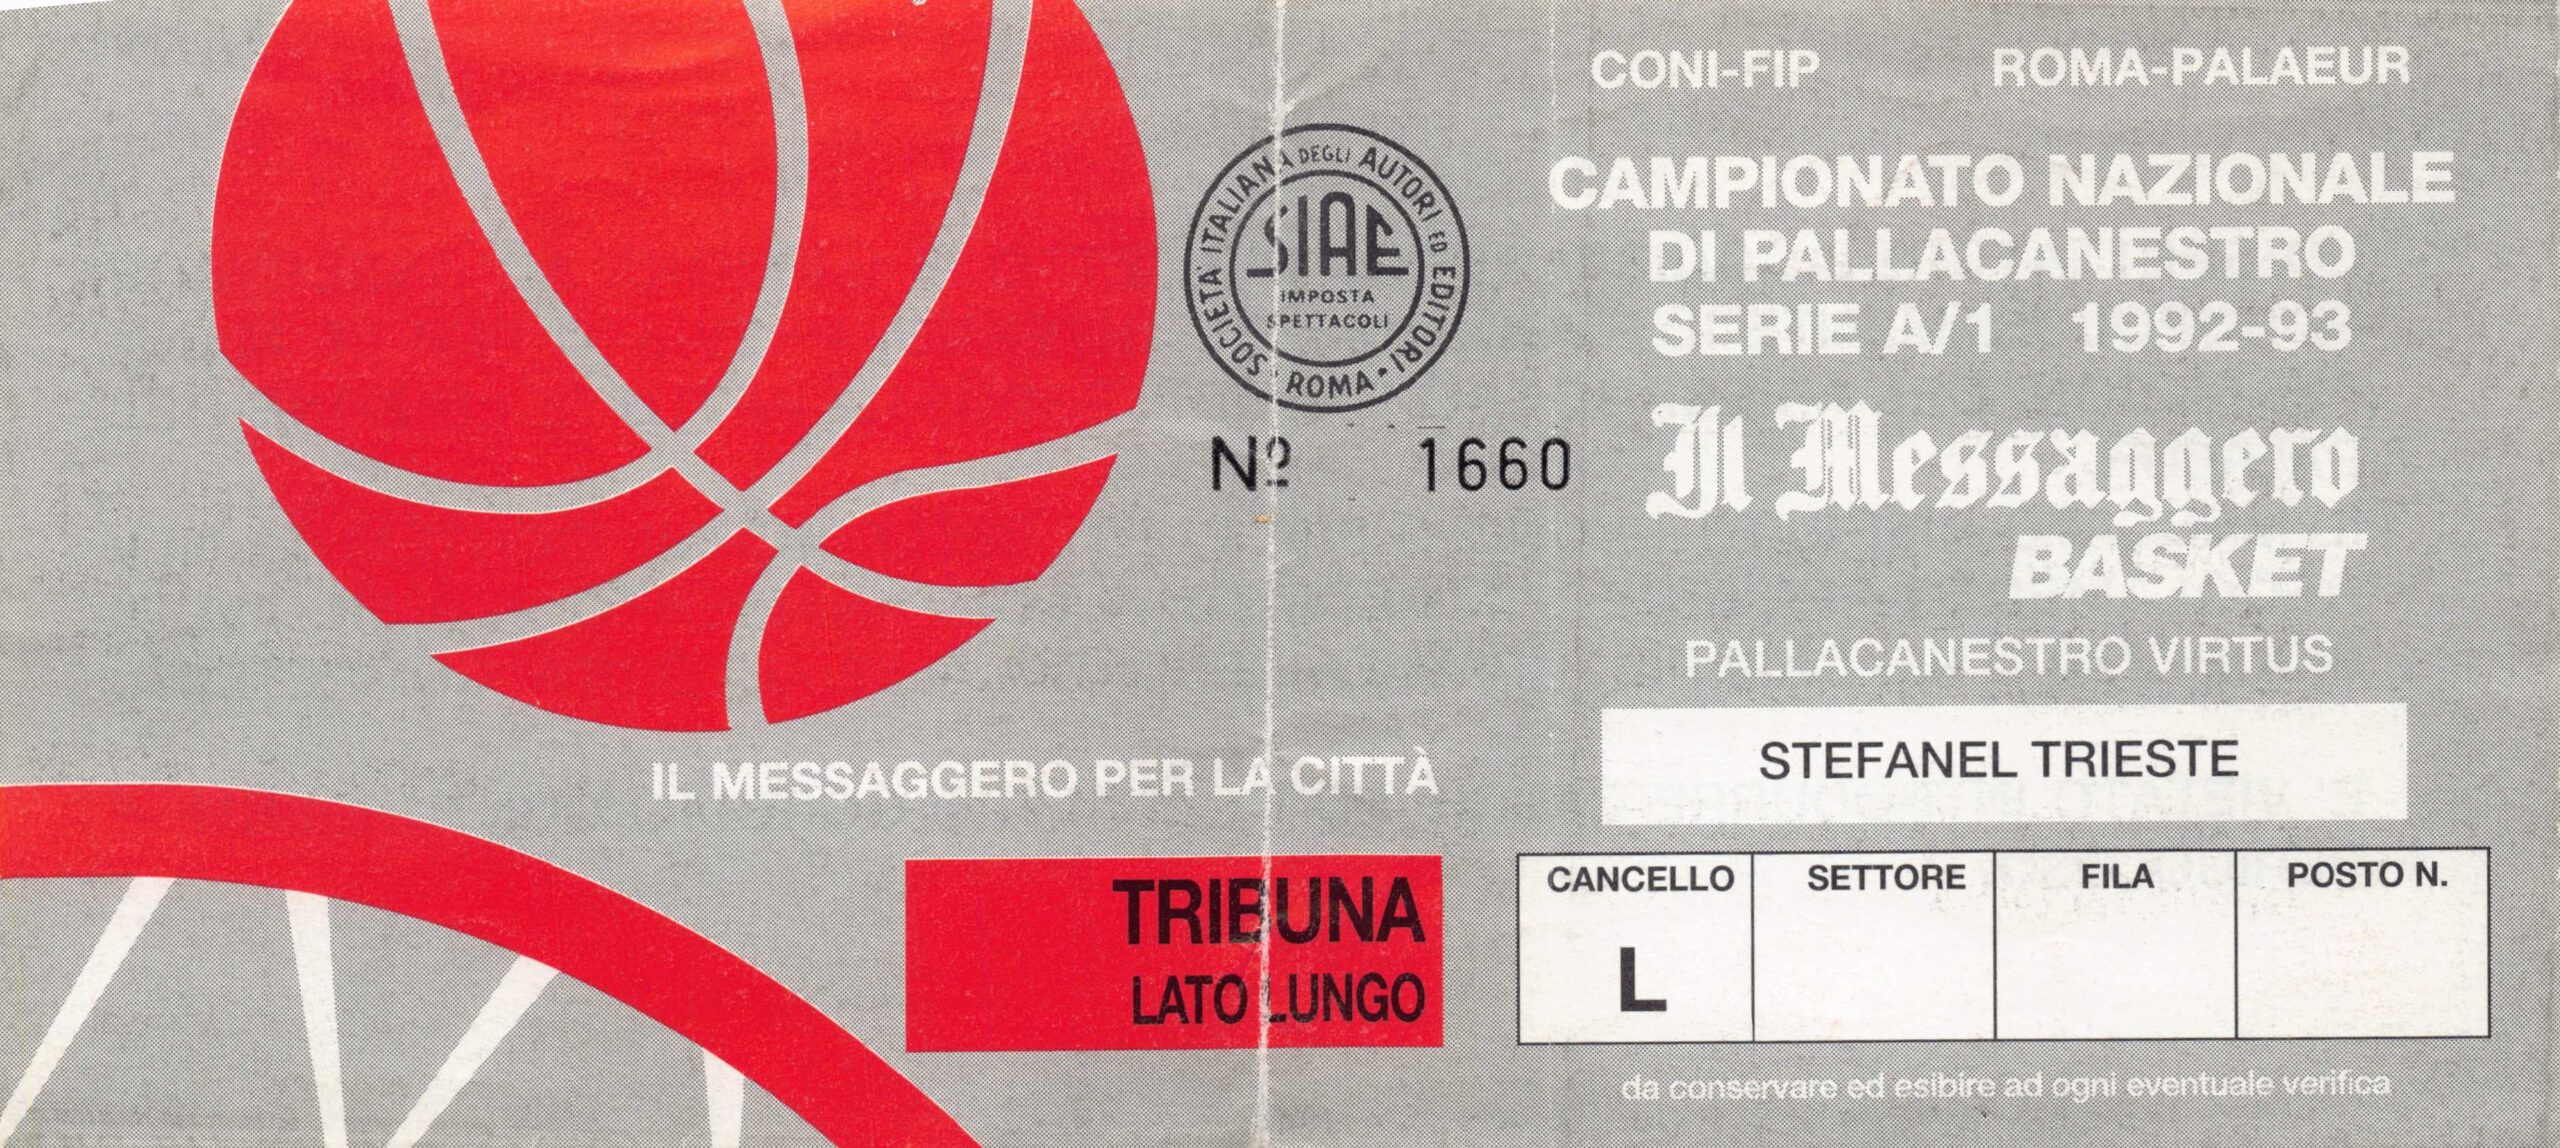 CONI-FIP ROMA-PALAEUR
CAMPIONATO NAZIONALE
DI PALLACANESTRO
SERIE A/1 1992-93
Il Messaggero
BASKET
PALLACANESTRO VIRTUS
STEFANEL TRIESTE
SOCIETÀ ITALIANA DEGLI AUTORI ED EDITORI
SIAE
IMPOSTA
SPETTACOLI
· ROMA ·
Nº 1660
IL MESSAGGERO PER LA CITTÀ
TRIBUNA
LATO LUNGO
CANCELLO SETTORE FILA POSTO N.
L
da conservare ed esibire ad ogni eventuale verifica